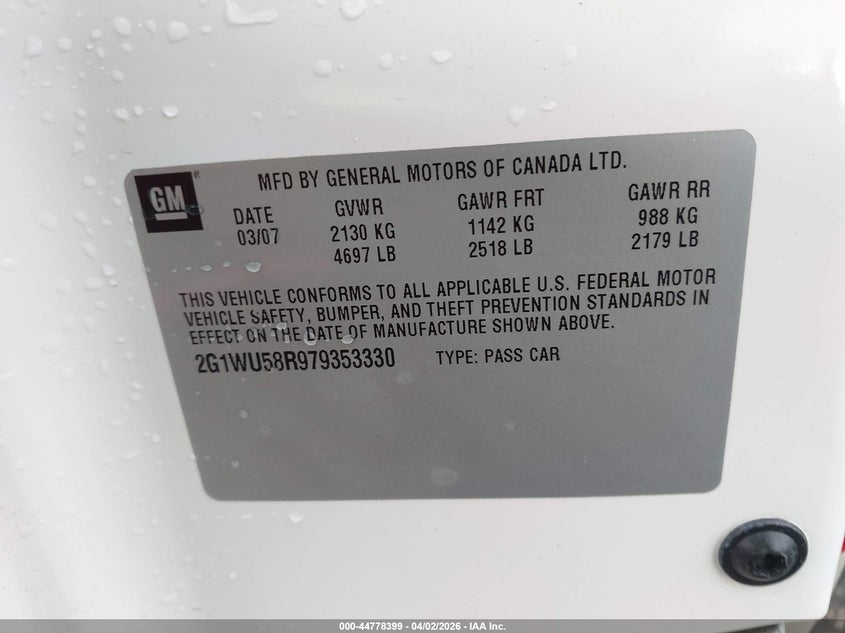 GM
MFD BY GENERAL MOTORS OF CANADA LTD.
DATE GVWR GAWR FRT GAWR RR
03/07 2130 KG 1142 KG 988 KG
4697 LB 2518 LB 2179 LB
THIS VEHICLE CONFORMS TO ALL APPLICABLE U.S. FEDERAL MOTOR
VEHICLE SAFETY, BUMPER, AND THEFT PREVENTION STANDARDS IN
EFFECT ON THE DATE OF MANUFACTURE SHOWN ABOVE.
2G1WU58R979353330 TYPE: PASS CAR
000-44778399 - 04/02/2026 - IAA Inc.